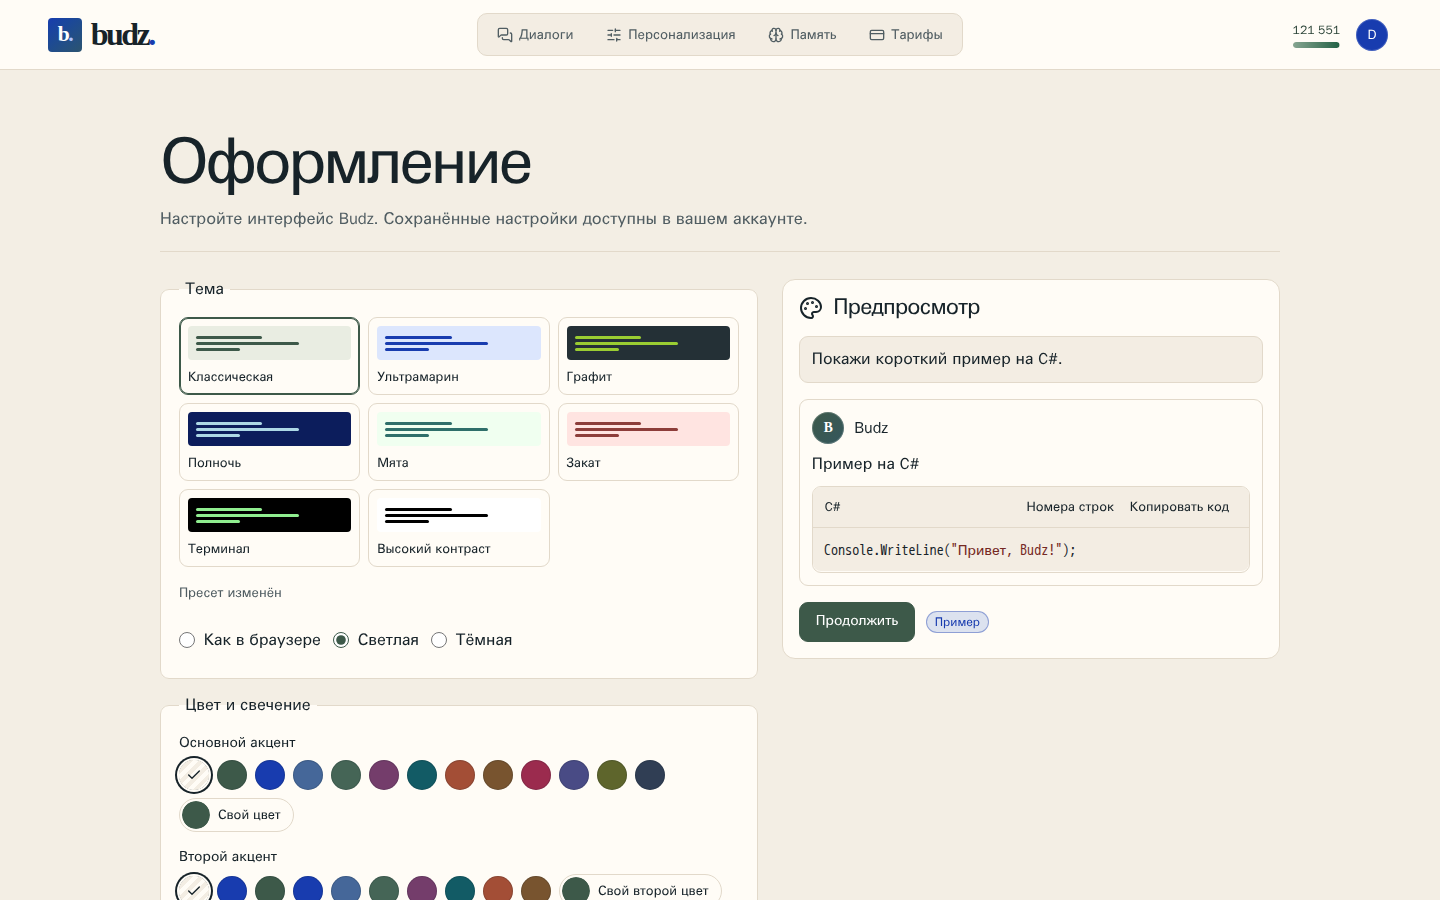 b. budz.
Диалоги Персонализация Память Тарифы
121 551
D
Оформление
Настройте интерфейс Budz. Сохранённые настройки доступны в вашем аккаунте.
Тема
Классическая Ультрамарин Графит
Полночь Мята Закат
Терминал Высокий контраст
Пресет изменён
Как в браузере Светлая Тёмная
Цвет и свечение
Основной акцент
Свой цвет
Второй акцент
Свой второй цвет
Предпросмотр
Покажи короткий пример на C#.
B Budz
Пример на C#
C# Номера строк Копировать код
Console.WriteLine("Привет, Budz!");
Продолжить Пример